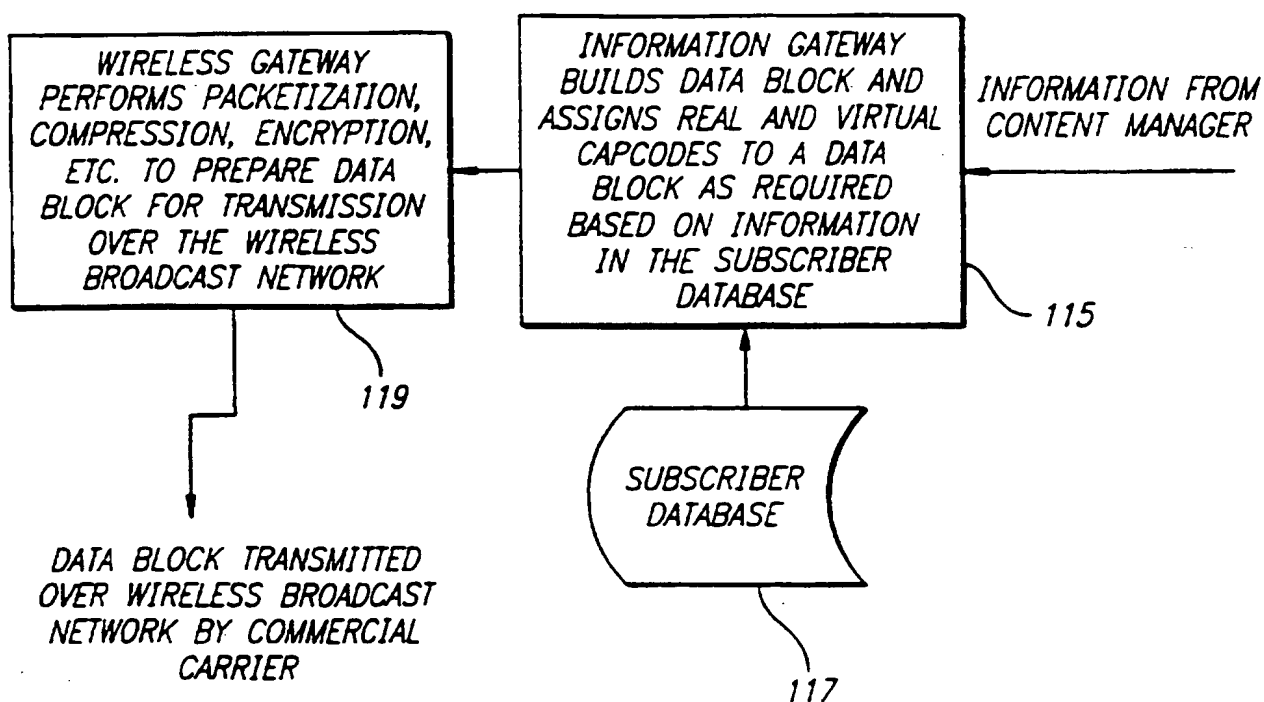 WIRELESS GATEWAY
PERFORMS PACKETIZATION,
COMPRESSION, ENCRYPTION,
ETC. TO PREPARE DATA
BLOCK FOR TRANSMISSION
OVER THE WIRELESS
BROADCAST NETWORK
119
INFORMATION GATEWAY
BUILDS DATA BLOCK AND
ASSIGNS REAL AND VIRTUAL
CAPCODES TO A DATA
BLOCK AS REQUIRED
BASED ON INFORMATION
IN THE SUBSCRIBER
DATABASE
115
INFORMATION FROM
CONTENT MANAGER
SUBSCRIBER
DATABASE
117
DATA BLOCK TRANSMITTED
OVER WIRELESS BROADCAST
NETWORK BY COMMERCIAL
CARRIER